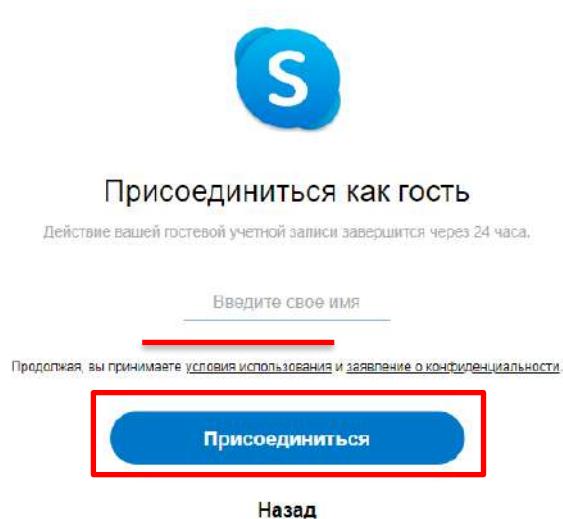 S
Присоединиться как гость
Действие вашей гостевой учетной записи завершится через 24 часа.
Введите свое имя
Продолжая, вы принимаете условия использования и заявление о конфиденциальности.
Присоединиться
Назад